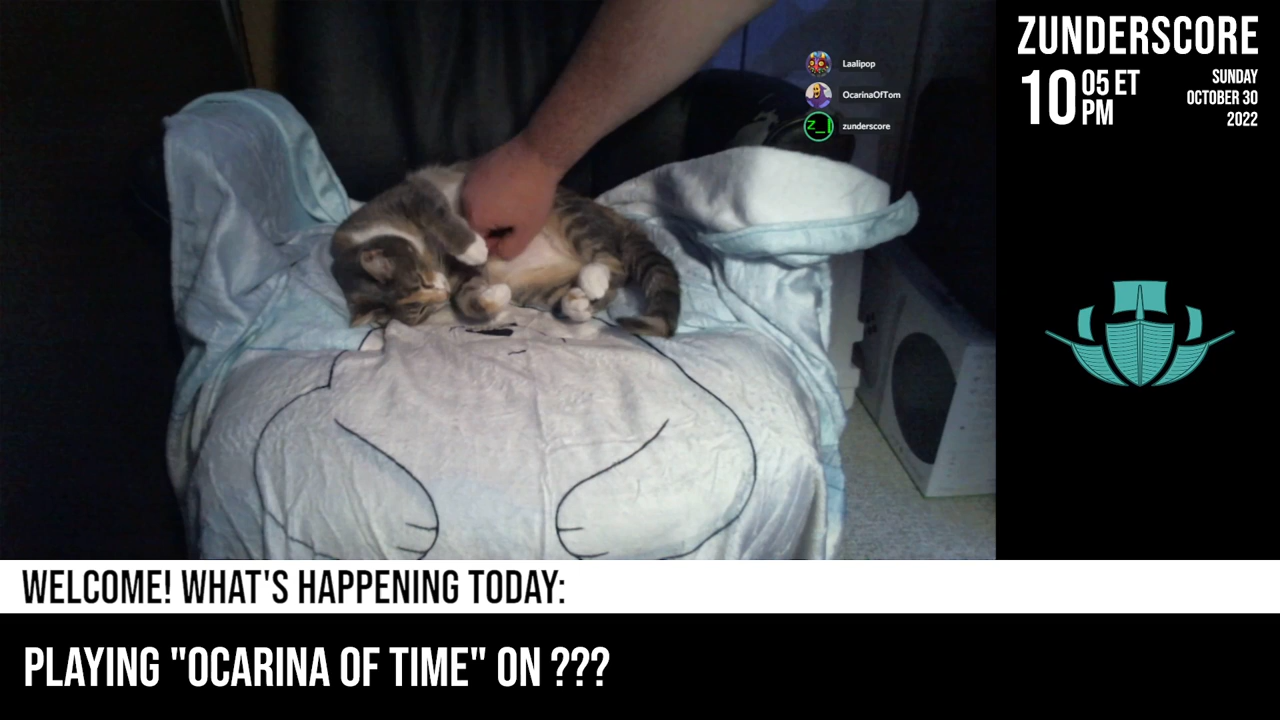 ZUNDERSCORE
10 05 ET
PM
SUNDAY
OCTOBER 30
2022
Laalipop
OcarinaOfTom
z_
zunderscore
WELCOME! WHAT'S HAPPENING TODAY:
PLAYING "OCARINA OF TIME" ON ???